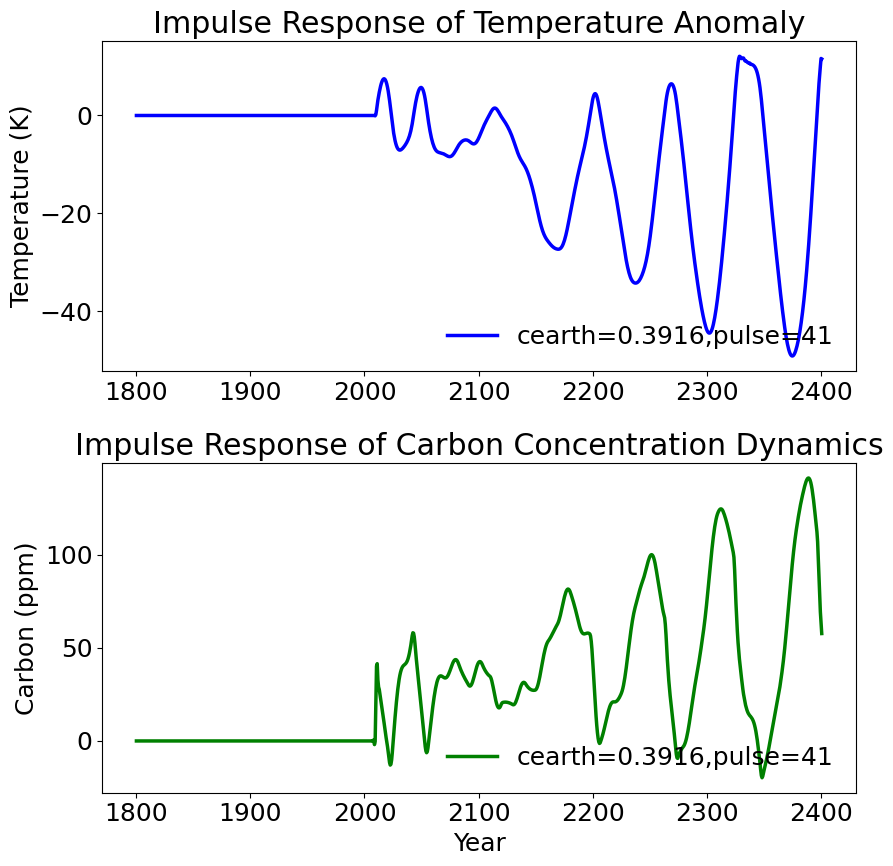 Impulse Response of Temperature Anomaly
Temperature (K)
0
−20
−40
cearth=0.3916,pulse=41
1800 1900 2000 2100 2200 2300 2400
Impulse Response of Carbon Concentration Dynamics
Carbon (ppm)
100
50
0
cearth=0.3916,pulse=41
1800 1900 2000 2100 2200 2300 2400
Year